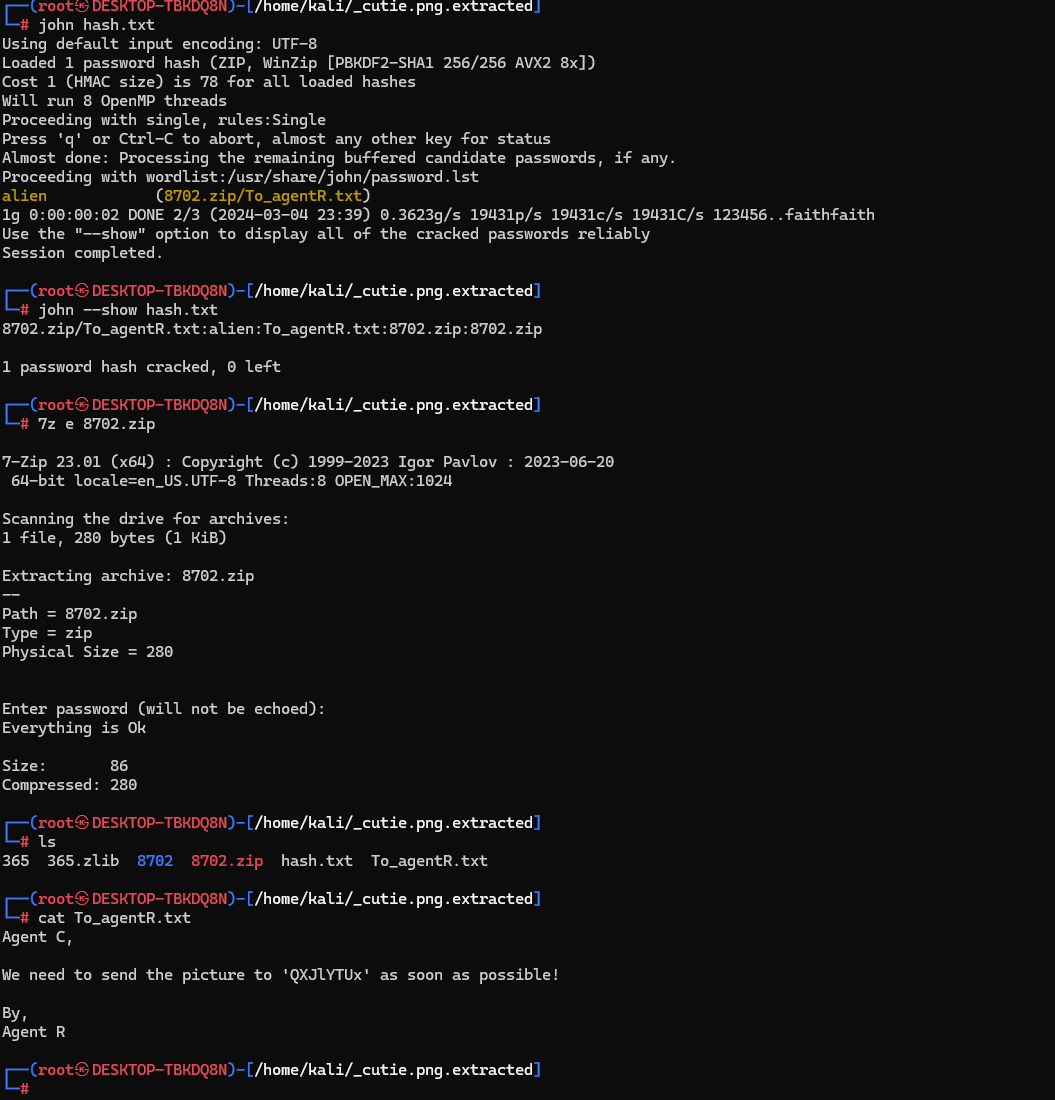 ┌──(root㉿DESKTOP-TBKDQ8N)-[/home/kali/_cutie.png.extracted]
└─# john hash.txt
Using default input encoding: UTF-8
Loaded 1 password hash (ZIP, WinZip [PBKDF2-SHA1 256/256 AVX2 8x])
Cost 1 (HMAC size) is 78 for all loaded hashes
Will run 8 OpenMP threads
Proceeding with single, rules:Single
Press 'q' or Ctrl-C to abort, almost any other key for status
Almost done: Processing the remaining buffered candidate passwords, if any.
Proceeding with wordlist:/usr/share/john/password.lst
alien            (8702.zip/To_agentR.txt)
1g 0:00:00:02 DONE 2/3 (2024-03-04 23:39) 0.3623g/s 19431p/s 19431c/s 19431C/s 123456..faithfaith
Use the "--show" option to display all of the cracked passwords reliably
Session completed.

┌──(root㉿DESKTOP-TBKDQ8N)-[/home/kali/_cutie.png.extracted]
└─# john --show hash.txt
8702.zip/To_agentR.txt:alien:To_agentR.txt:8702.zip:8702.zip

1 password hash cracked, 0 left

┌──(root㉿DESKTOP-TBKDQ8N)-[/home/kali/_cutie.png.extracted]
└─# 7z e 8702.zip

7-Zip 23.01 (x64) : Copyright (c) 1999-2023 Igor Pavlov : 2023-06-20
 64-bit locale=en_US.UTF-8 Threads:8 OPEN_MAX:1024

Scanning the drive for archives:
1 file, 280 bytes (1 KiB)

Extracting archive: 8702.zip
--
Path = 8702.zip
Type = zip
Physical Size = 280

Enter password (will not be echoed):
Everything is Ok

Size:       86
Compressed: 280

┌──(root㉿DESKTOP-TBKDQ8N)-[/home/kali/_cutie.png.extracted]
└─# ls
365  365.zlib  8702  8702.zip  hash.txt  To_agentR.txt

┌──(root㉿DESKTOP-TBKDQ8N)-[/home/kali/_cutie.png.extracted]
└─# cat To_agentR.txt
Agent C,

We need to send the picture to 'QXJlYTUx' as soon as possible!

By,
Agent R

┌──(root㉿DESKTOP-TBKDQ8N)-[/home/kali/_cutie.png.extracted]
└─#